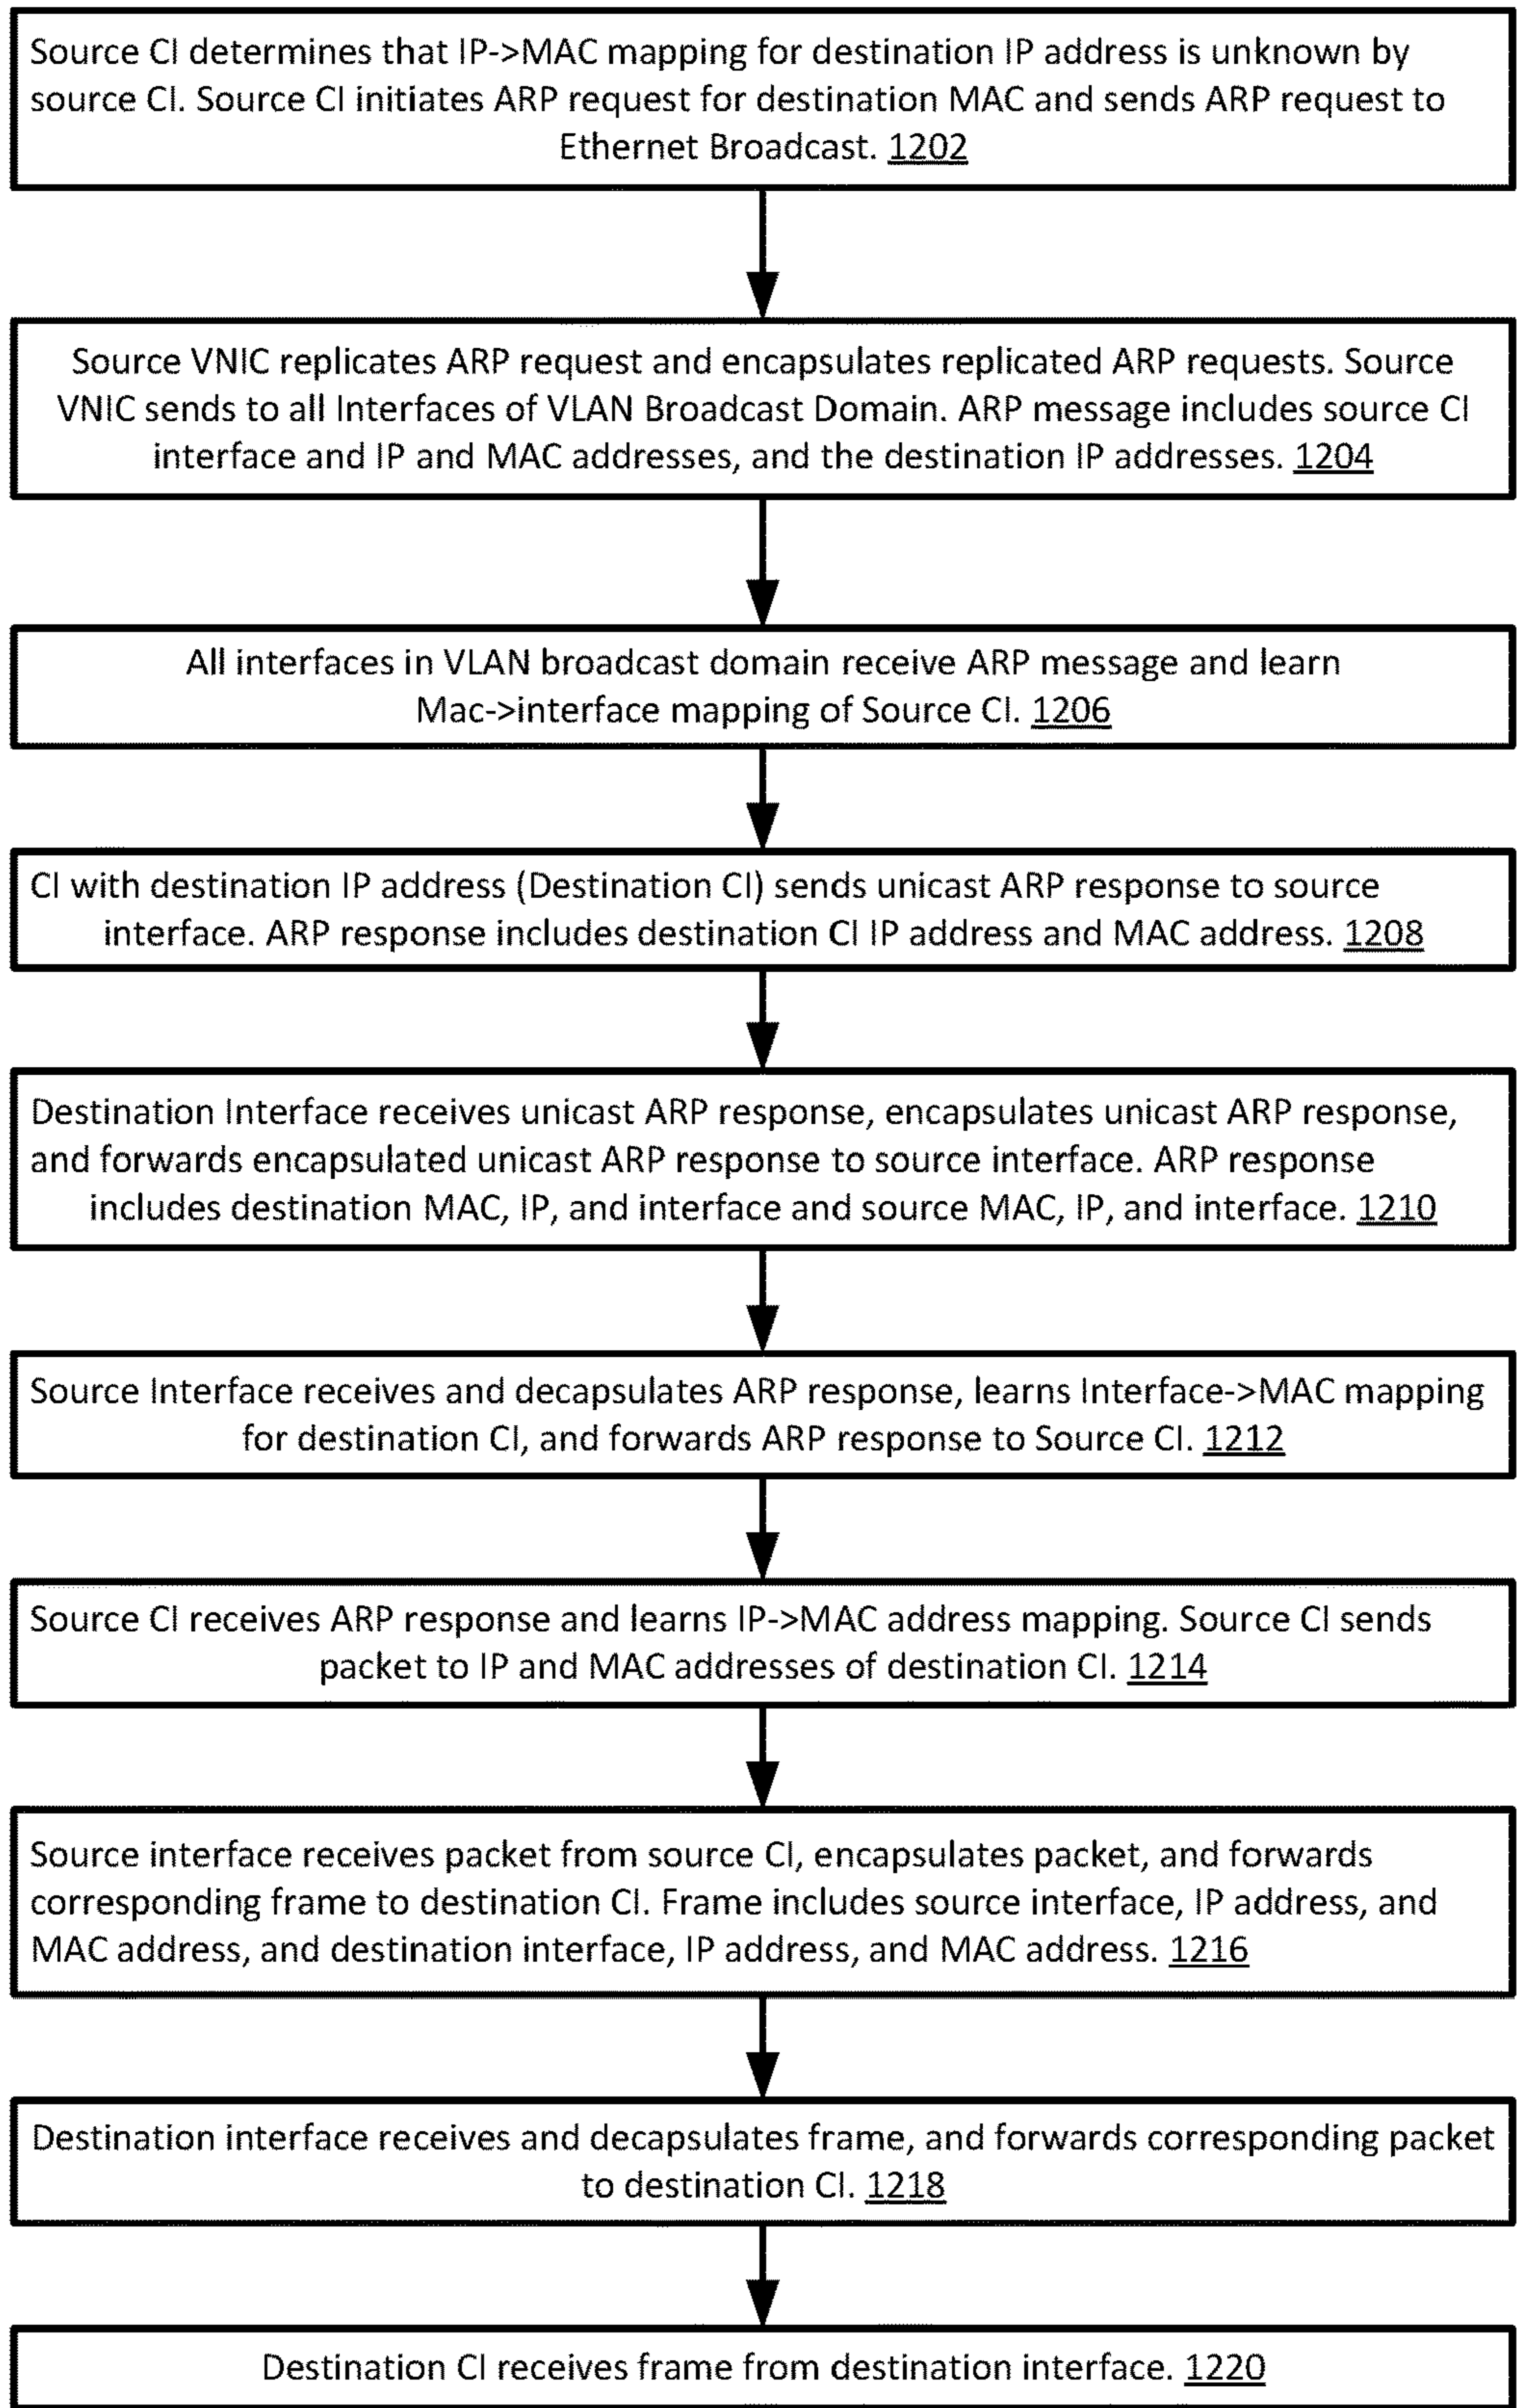 Source CI determines that IP->MAC mapping for destination IP address is unknown by
source CI. Source CI initiates ARP request for destination MAC and sends ARP request to
Ethernet Broadcast. 1202
Source VNIC replicates ARP request and encapsulates replicated ARP requests. Source
VNIC sends to all Interfaces of VLAN Broadcast Domain. ARP message includes source CI
interface and IP and MAC addresses, and the destination IP addresses. 1204
All interfaces in VLAN broadcast domain receive ARP message and learn
Mac->interface mapping of Source CI. 1206
CI with destination IP address (Destination CI) sends unicast ARP response to source
interface. ARP response includes destination CI IP address and MAC address. 1208
Destination Interface receives unicast ARP response, encapsulates unicast ARP response,
and forwards encapsulated unicast ARP response to source interface. ARP response
includes destination MAC, IP, and interface and source MAC, IP, and interface. 1210
Source Interface receives and decapsulates ARP response, learns Interface->MAC mapping
for destination CI, and forwards ARP response to Source CI. 1212
Source CI receives ARP response and learns IP->MAC address mapping. Source CI sends
packet to IP and MAC addresses of destination CI. 1214
Source interface receives packet from source CI, encapsulates packet, and forwards
corresponding frame to destination CI. Frame includes source interface, IP address, and
MAC address, and destination interface, IP address, and MAC address. 1216
Destination interface receives and decapsulates frame, and forwards corresponding packet
to destination CI. 1218
Destination CI receives frame from destination interface. 1220